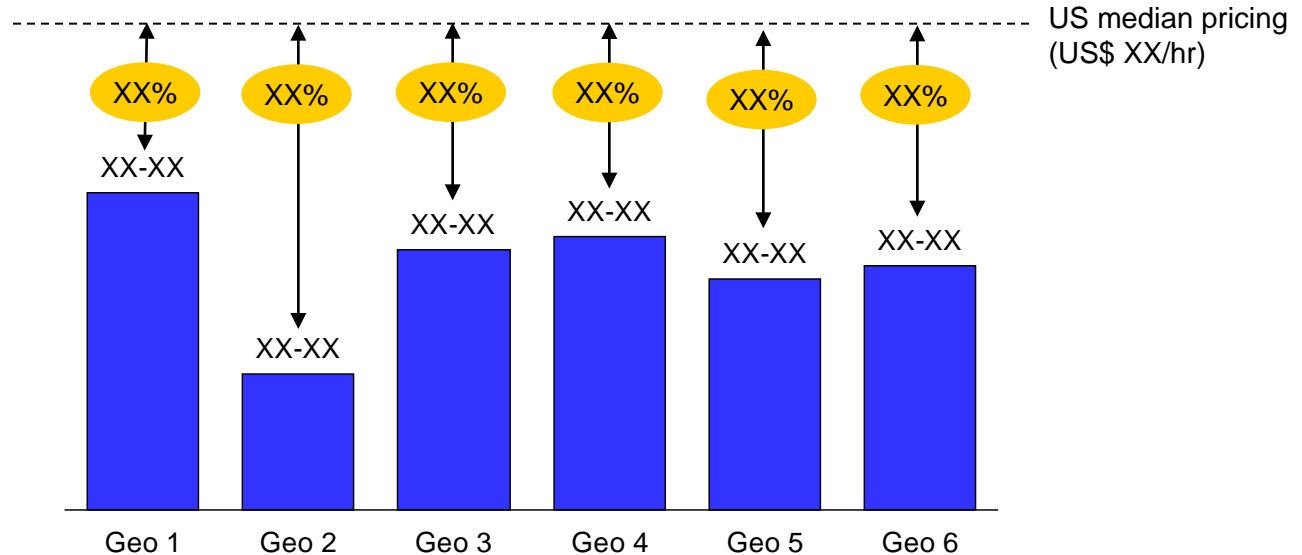 US median pricing
(US$ XX/hr)
XX% XX% XX% XX% XX% XX%
XX-XX XX-XX XX-XX XX-XX XX-XX XX-XX
Geo 1 Geo 2 Geo 3 Geo 4 Geo 5 Geo 6